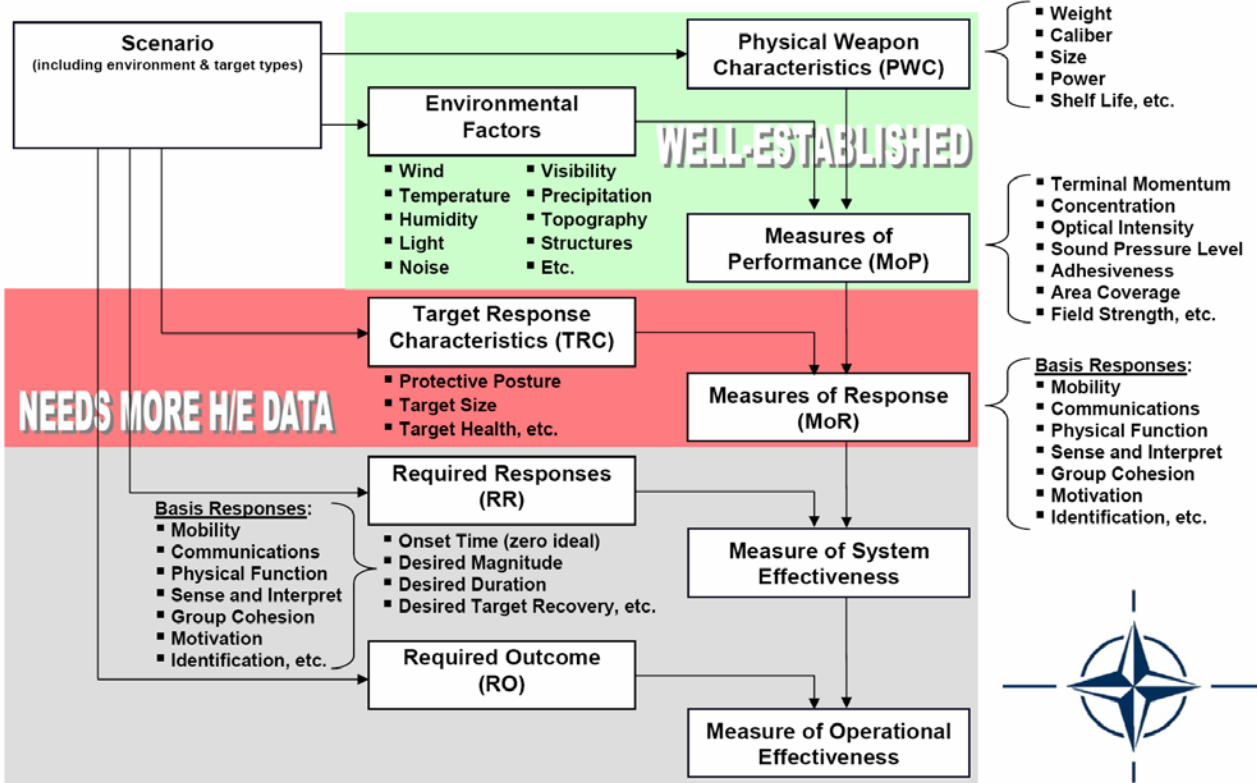 Scenario
(including environment & target types)
Physical Weapon
Characteristics (PWC)
▪ Weight
▪ Caliber
▪ Size
▪ Power
▪ Shelf Life, etc.
Environmental
Factors
WELL-ESTABLISHED
▪ Wind
▪ Temperature
▪ Humidity
▪ Light
▪ Noise
▪ Visibility
▪ Precipitation
▪ Topography
▪ Structures
▪ Etc.
Measures of
Performance (MoP)
▪ Terminal Momentum
▪ Concentration
▪ Optical Intensity
▪ Sound Pressure Level
▪ Adhesiveness
▪ Area Coverage
▪ Field Strength, etc.
Target Response
Characteristics (TRC)
▪ Protective Posture
▪ Target Size
▪ Target Health, etc.
NEEDS MORE H/E DATA
Measures of Response
(MoR)
Basis Responses:
▪ Mobility
▪ Communications
▪ Physical Function
▪ Sense and Interpret
▪ Group Cohesion
▪ Motivation
▪ Identification, etc.
Required Responses
(RR)
Basis Responses:
▪ Mobility
▪ Communications
▪ Physical Function
▪ Sense and Interpret
▪ Group Cohesion
▪ Motivation
▪ Identification, etc.
▪ Onset Time (zero ideal)
▪ Desired Magnitude
▪ Desired Duration
▪ Desired Target Recovery, etc.
Measure of System
Effectiveness
Required Outcome
(RO)
Measure of Operational
Effectiveness